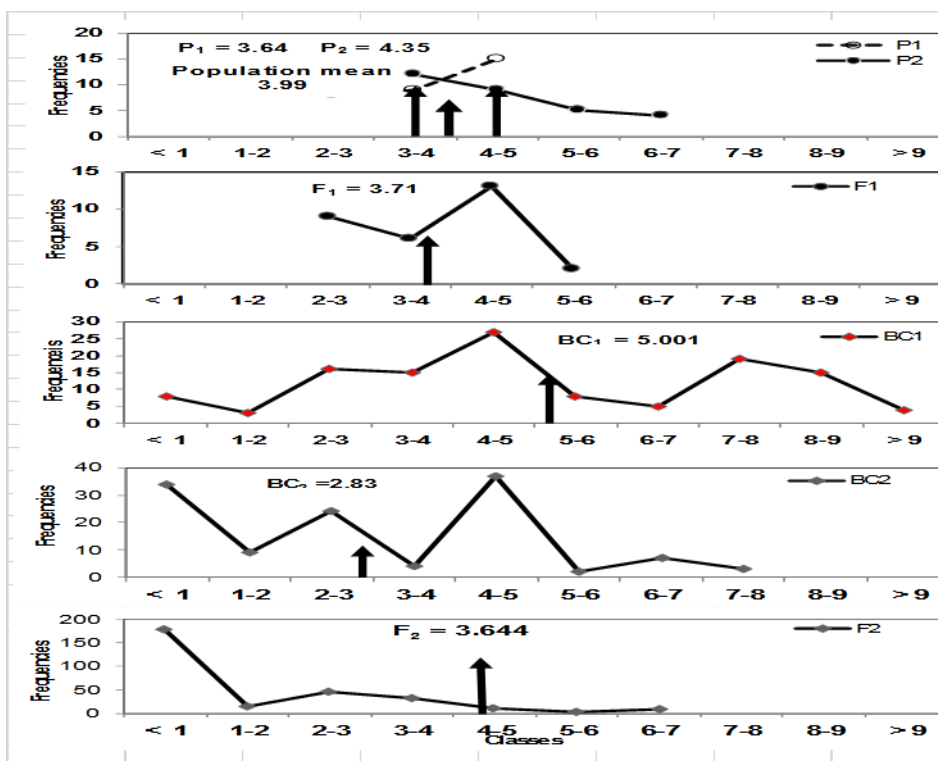 P₁ = 3.64 P₂ = 4.35
Population mean
3.99
P1
P2
Frequendies
20
15
10
5
0
< 1 1-2 2-3 3-4 4-5 5-6 6-7 7-8 8-9 >9
F₁ = 3.71
F1
Frequendies
15
10
5
0
< 1 1-2 2-3 3-4 4-5 5-6 6-7 7-8 8-9 >9
BC₁ = 5.001
BC1
30
25
20
15
10
5
0
< 1 1-2 2-3 3-4 4-5 5-6 6-7 7-8 8-9 >9
BC₂ =2.83
BC2
Frequendies
40
30
20
10
0
< 1 1-2 2-3 3-4 4-5 5-6 6-7 7-8 8-9 >9
F₂ = 3.644
F2
Frequendies
200
150
100
50
0
< 1 1-2 2-3 3-4 4-5 5-6 6-7 7-8 8-9 >9
Classes